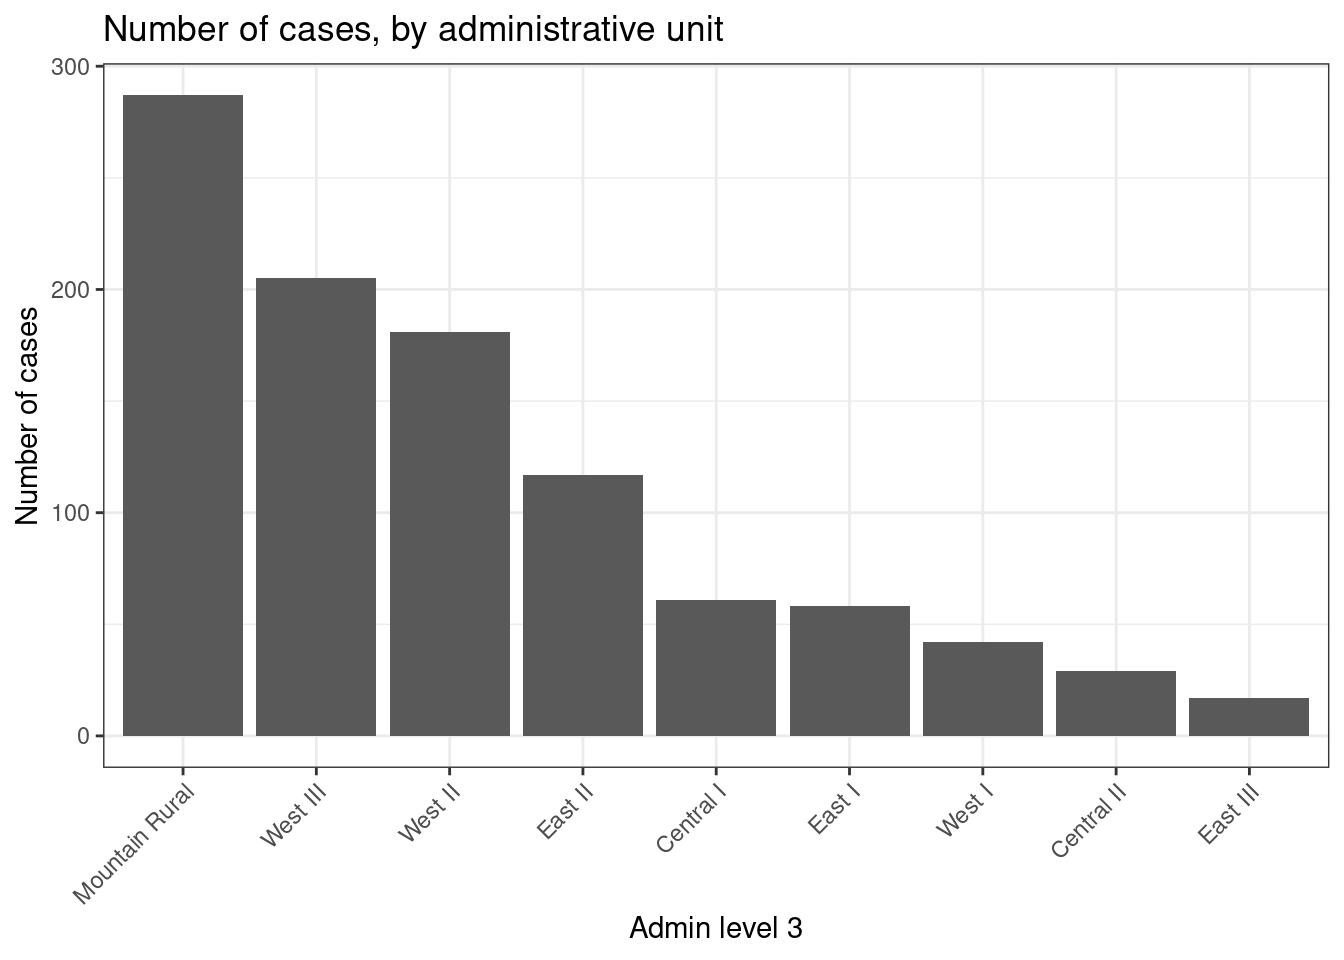 Number of cases, by administrative unit
Number of cases
300
200
100
0
Mountain Rural
West III
West II
East II
Central I
East I
West I
Central II
East III
Admin level 3